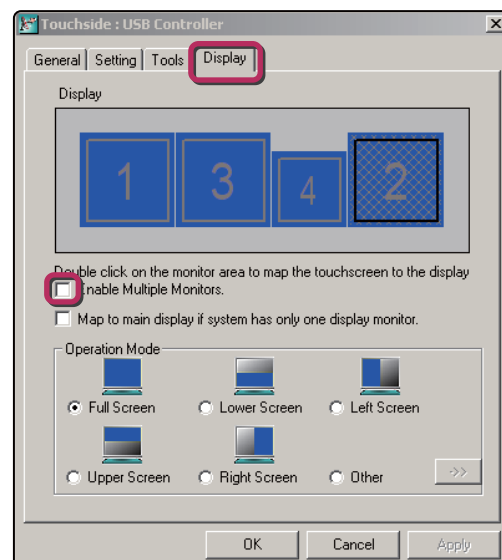 Touchside : USB Controller
General Setting Tools Display
Display
1 3 4 2
Double click on the monitor area to map the touchscreen to the display
Enable Multiple Monitors.
Map to main display if system has only one display monitor.
Operation Mode
Full Screen Lower Screen Left Screen
Upper Screen Right Screen Other ->>
OK Cancel Apply